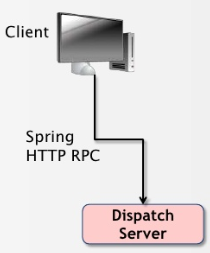 Client
Spring
HTTP RPC
Dispatch
Server